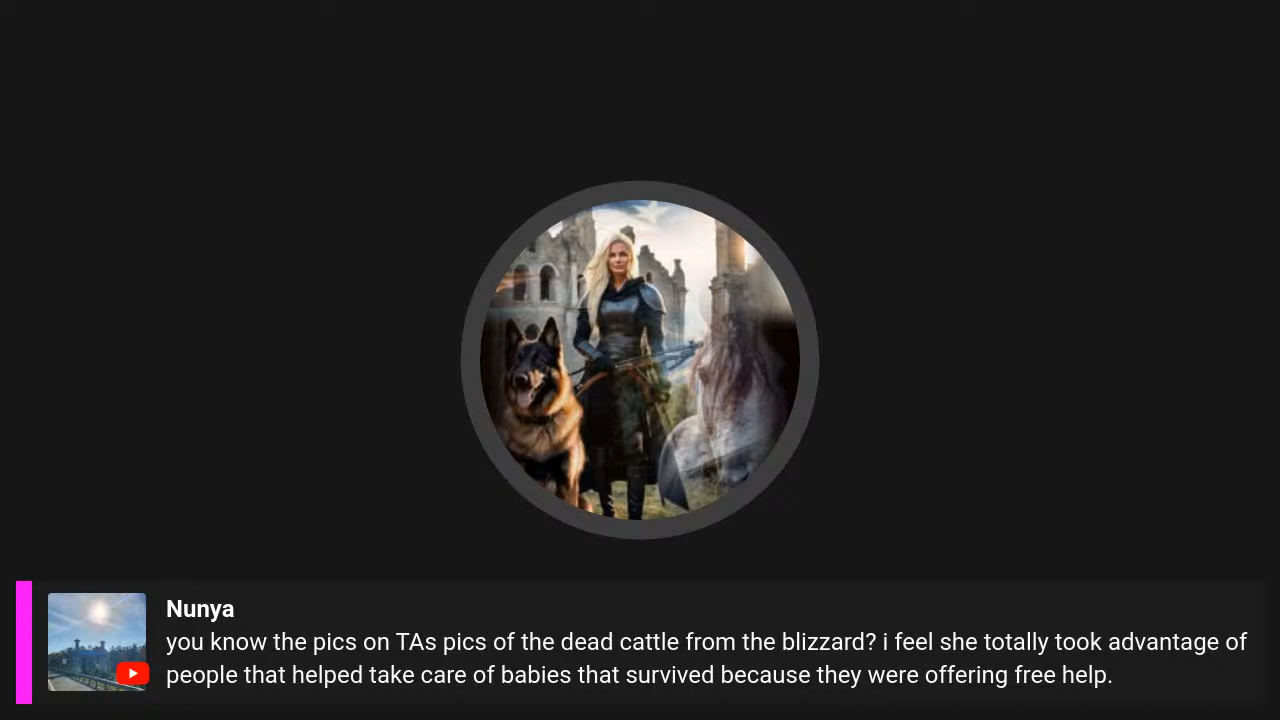 Nunya
you know the pics on TAs pics of the dead cattle from the blizzard? i feel she totally took advantage of
people that helped take care of babies that survived because they were offering free help.